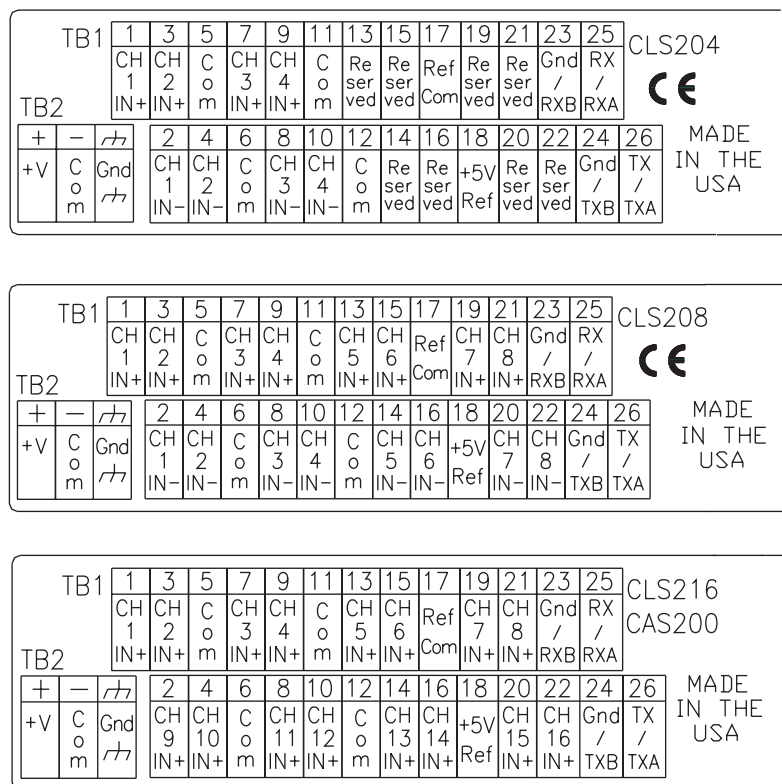 TB1 1 3 5 7 9 11 13 15 17 19 21 23 25 CLS204
CH C CH CH C Re Re Ref Re Re Gnd RX
1 2 o 3 4 o ser ser Com ser ser / /
IN+ IN+ m IN+ IN+ m ved ved ved ved RXB RXA
CE
TB2
+ − 2 4 6 8 10 12 14 16 18 20 22 24 26
+V Com Gnd CH 1 IN− CH 2 IN− Com CH 3 IN− CH 4 IN− Com Reserved Reserved +5V Ref Reserved Reserved Gnd / TXB TX / TXA
MADE
IN THE
USA
TB1 1 3 5 7 9 11 13 15 17 19 21 23 25 CLS208
CH 1 IN+ CH 2 IN+ Com CH 3 IN+ CH 4 IN+ Com CH 5 IN+ CH 6 IN+ Ref Com CH 7 IN+ CH 8 IN+ Gnd / RXB RX / RXA
CE
TB2
+ − 2 4 6 8 10 12 14 16 18 20 22 24 26
+V Com Gnd CH 1 IN− CH 2 IN− Com CH 3 IN− CH 4 IN− Com CH 5 IN− CH 6 IN− +5V Ref CH 7 IN− CH 8 IN− Gnd / TXB TX / TXA
MADE
IN THE
USA
TB1 1 3 5 7 9 11 13 15 17 19 21 23 25 CLS216
CAS200
CH 1 IN+ CH 2 IN+ Com CH 3 IN+ CH 4 IN+ Com CH 5 IN+ CH 6 IN+ Ref Com CH 7 IN+ CH 8 IN+ Gnd / RXB RX / RXA
TB2
+ − 2 4 6 8 10 12 14 16 18 20 22 24 26
+V Com Gnd CH 9 IN+ CH 10 IN+ Com CH 11 IN+ CH 12 IN+ Com CH 13 IN+ CH 14 IN+ +5V Ref CH 15 IN+ CH 16 IN+ Gnd / TXB TX / TXA
MADE
IN THE
USA